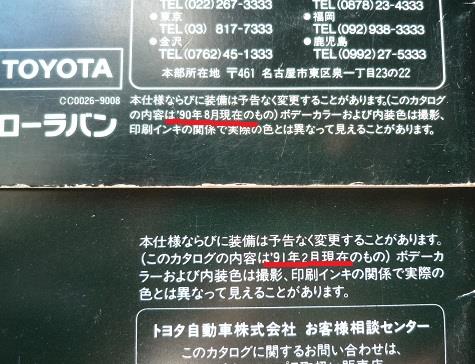 TEL(022)267-3333
TEL(0878)23-4433
●東京
TEL(03) 817-7333
●福岡
TEL(092)938-3333
●金沢
TEL(0762)45-1333
●鹿児島
TEL(0992)27-5333
本部所在地 〒461 名古屋市東区泉一丁目23の22
TOYOTA
CC0026-9008
ローラバン
本仕様ならびに装備は予告なく変更することがあります。(このカタログ
の内容は'90年8月現在のもの) ボデーカラーおよび内装色は撮影、
印刷インキの関係で実際の色とは異なって見えることがあります。
本仕様ならびに装備は予告なく変更することがあります。
(このカタログの内容は'91年2月現在のもの) ボデーカ
ラーおよび内装色は撮影、印刷インキの関係で実際の
色とは異なって見えることがあります。
トヨタ自動車株式会社 お客様相談センター
このカタログに関するお問い合わせは、